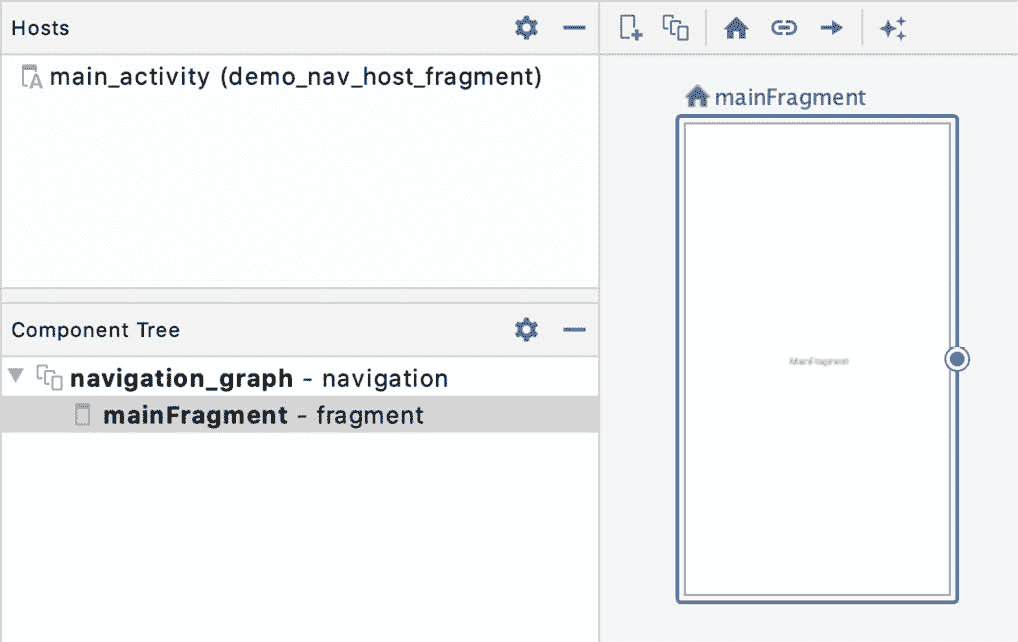 Hosts
main_activity (demo_nav_host_fragment)
Component Tree
navigation_graph - navigation
mainFragment - fragment
mainFragment
MainFragment